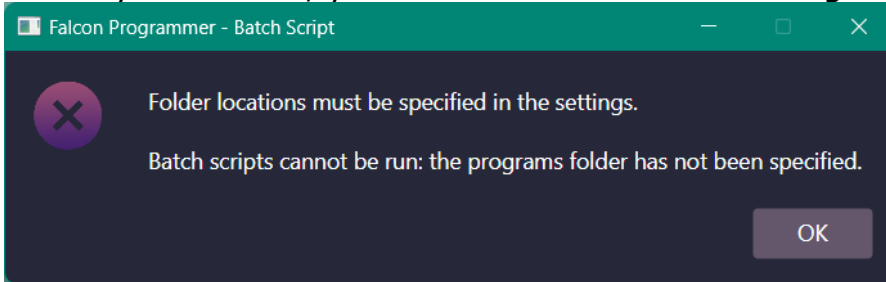 Falcon Programmer - Batch Script
Folder locations must be specified in the settings.
Batch scripts cannot be run: the programs folder has not been specified.
OK